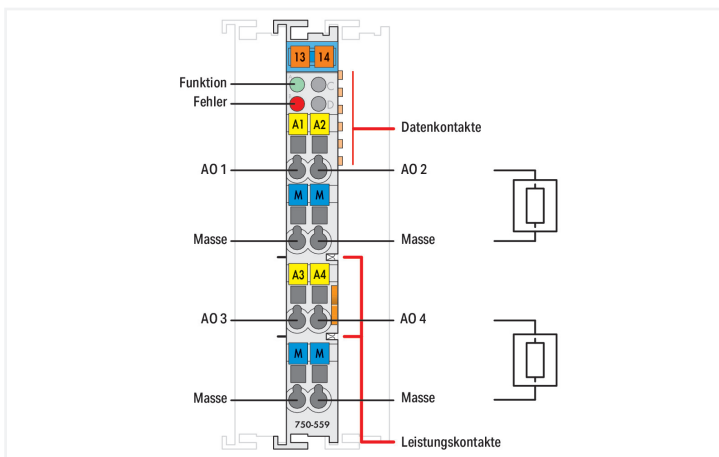 13 14
Funktion
C
Fehler
D
A1 A2
Datenkontakte
AO 1
AO 2
M M
Masse
Masse
A3 A4
AO 3
AO 4
M M
Masse
Masse
750-559
Leistungskontakte